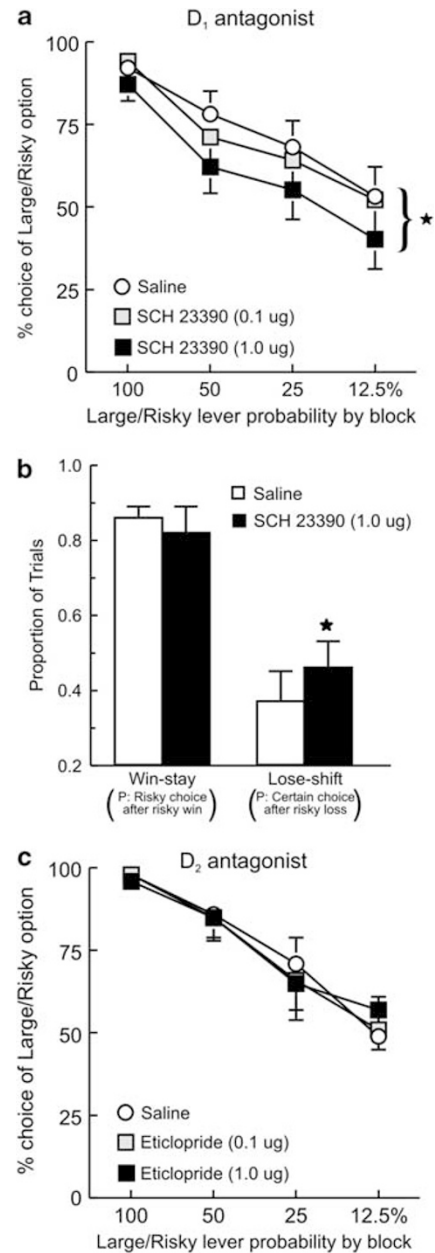 a
D₁ antagonist
% choice of Large/Risky option
100
75
50
25
0
Saline
SCH 23390 (0.1 ug)
SCH 23390 (1.0 ug)
★
100 50 25 12.5%
Large/Risky lever probability by block
b
Proportion of Trials
1.0
0.8
0.6
0.4
0.2
Saline
SCH 23390 (1.0 ug)
★
Win-stay Lose-shift
(P: Risky choice after risky win)
(P: Certain choice after risky loss)
c
D₂ antagonist
% choice of Large/Risky option
100
75
50
25
0
Saline
Eticlopride (0.1 ug)
Eticlopride (1.0 ug)
100 50 25 12.5%
Large/Risky lever probability by block